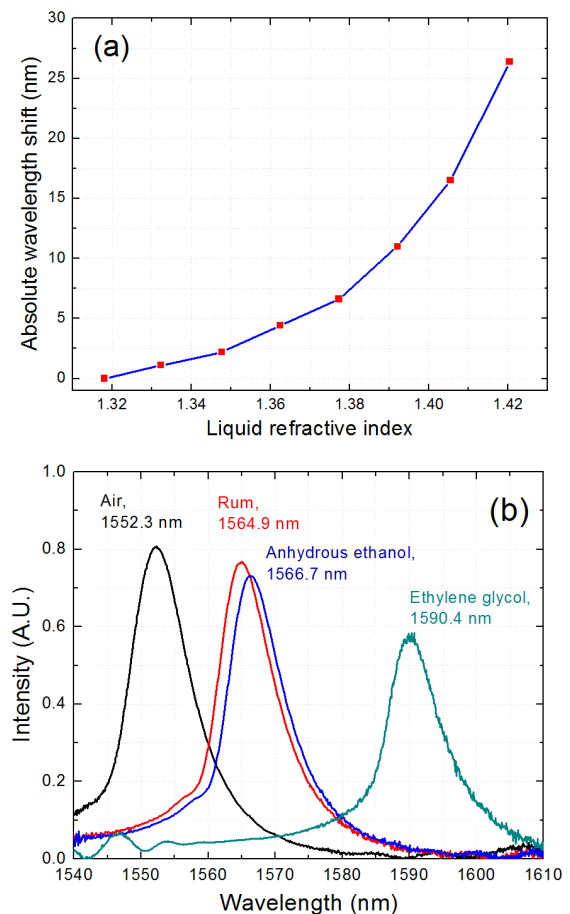 (a)
Absolute wavelength shift (nm)
30
25
20
15
10
5
0
1.32 1.34 1.36 1.38 1.40 1.42
Liquid refractive index
(b)
Intensity (A.U.)
1.0
0.8
0.6
0.4
0.2
0.0
Air,
1552.3 nm
Rum,
1564.9 nm
Anhydrous ethanol,
1566.7 nm
Ethylene glycol,
1590.4 nm
1540 1550 1560 1570 1580 1590 1600 1610
Wavelength (nm)